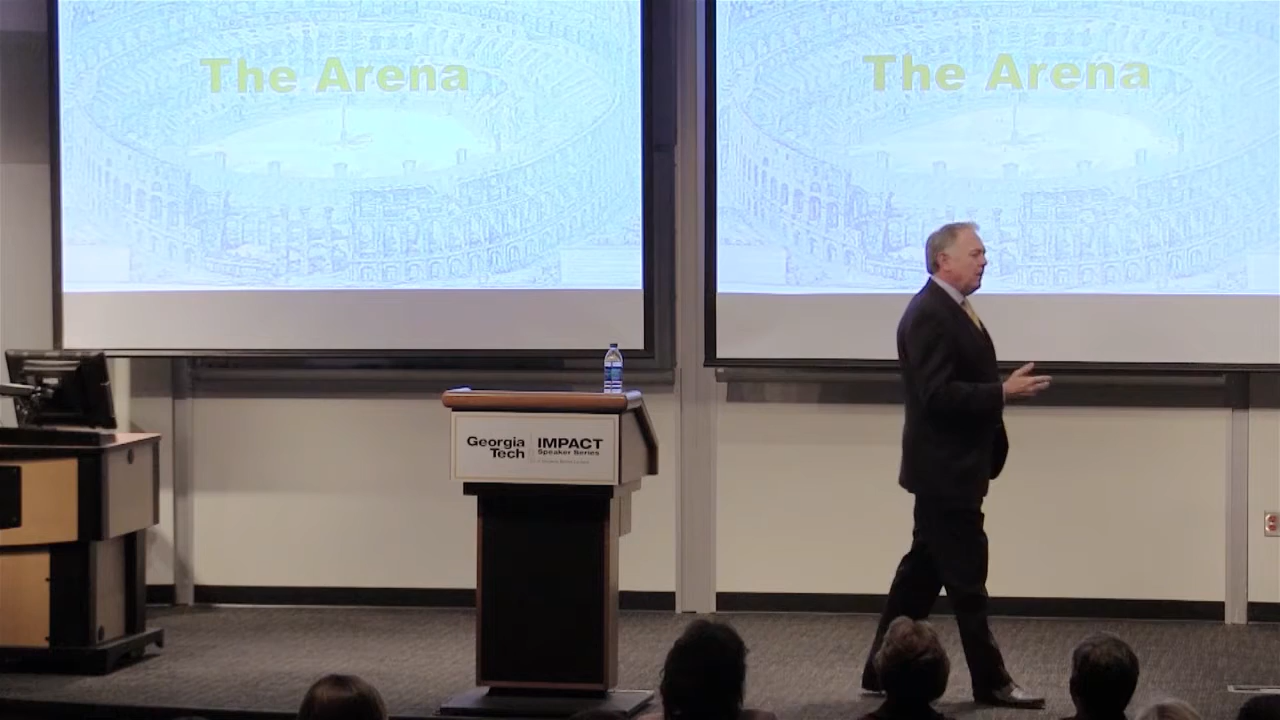 The Arena
The Arena
Georgia
Tech
IMPACT
Speaker Series